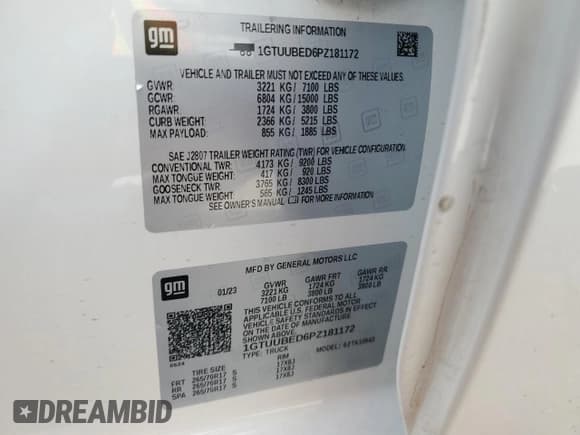 gm
TRAILERING INFORMATION
1GTUUBED6PZ181172
VEHICLE AND TRAILER MUST NOT EXCEED ANY OF THESE VALUES.
GVWR: 3221 KG / 7100 LBS
GCWR: 6804 KG / 15000 LBS
RGAWR: 1724 KG / 3800 LBS
CURB WEIGHT: 2366 KG / 5215 LBS
MAX PAYLOAD: 855 KG / 1885 LBS
SAE J2807 TRAILER WEIGHT RATING (TWR) FOR VEHICLE CONFIGURATION.
CONVENTIONAL TWR: 4173 KG / 9200 LBS
MAX TONGUE WEIGHT: 417 KG / 920 LBS
GOOSENECK TWR: 3765 KG / 8300 LBS
MAX TONGUE WEIGHT: 565 KG / 1245 LBS
SEE OWNER'S MANUAL FOR MORE INFORMATION
gm
MFD BY GENERAL MOTORS LLC
01/23 GVWR GAWR FRT GAWR RR
3221 KG 1724 KG 1724 KG
7100 LB 3800 LB 3800 LB
THIS VEHICLE CONFORMS TO ALL
APPLICABLE U.S. FEDERAL MOTOR
VEHICLE SAFETY STANDARDS IN
EFFECT ON THE DATE OF MANUFACTURE
SHOWN ABOVE.
1GTUUBED6PZ181172
TYPE: TRUCK MODEL:
TIRE SIZE RIM
FRT 265/70R17 S 17X8J
RR 265/70R17 S 17X8J
SPA 265/70R17 S 17X8J
DREAMBID